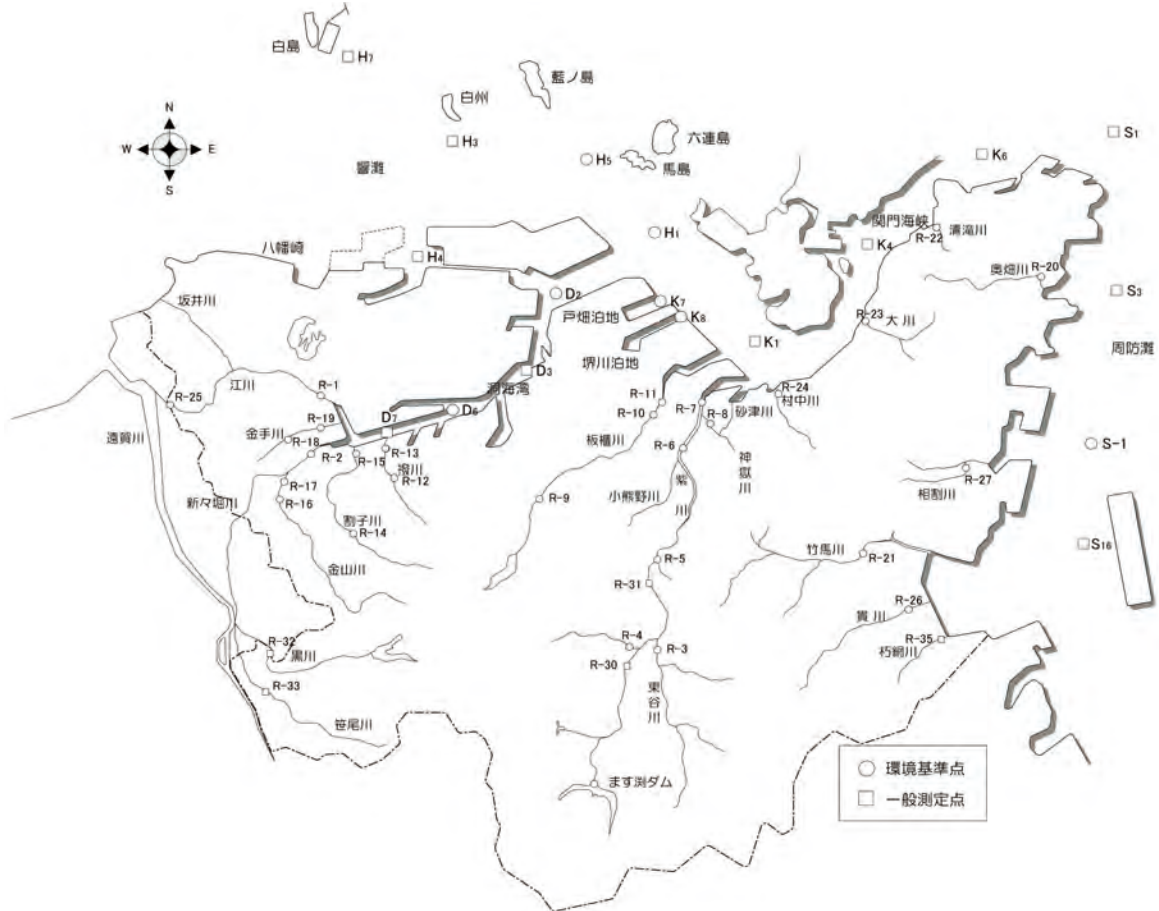 白島
H7
藍ノ島
白州
H3
六連島
馬島
H5
S1
K6
N
W
E
S
響灘
関門海峡
H1
K4
R-22
清滝川
八幡崎
H4
奥畑川
R-20
D2
K7
戸畑泊地
K8
S3
坂井川
R-23
大川
堺川泊地
K1
周防灘
D3
洞海湾
江川
R-1
R-25
R-11
R-7
R-24
村中川
砂津川
R-10
R-8
D6
D7
R-19
金手川
R-18
遠賀川
板櫃川
S-1
R-2
R-15
R-13
R-6
神嶽川
紫川
R-17
R-12
R-27
相割川
R-16
R-9
小熊野川
新々堀川
割子川
R-14
S16
竹馬川
R-21
R-5
金山川
R-31
R-26
貫川
R-4
R-3
R-35
朽網川
R-32
黒川
R-30
東谷川
R-33
笹尾川
ます渕ダム
環境基準点
一般測定点